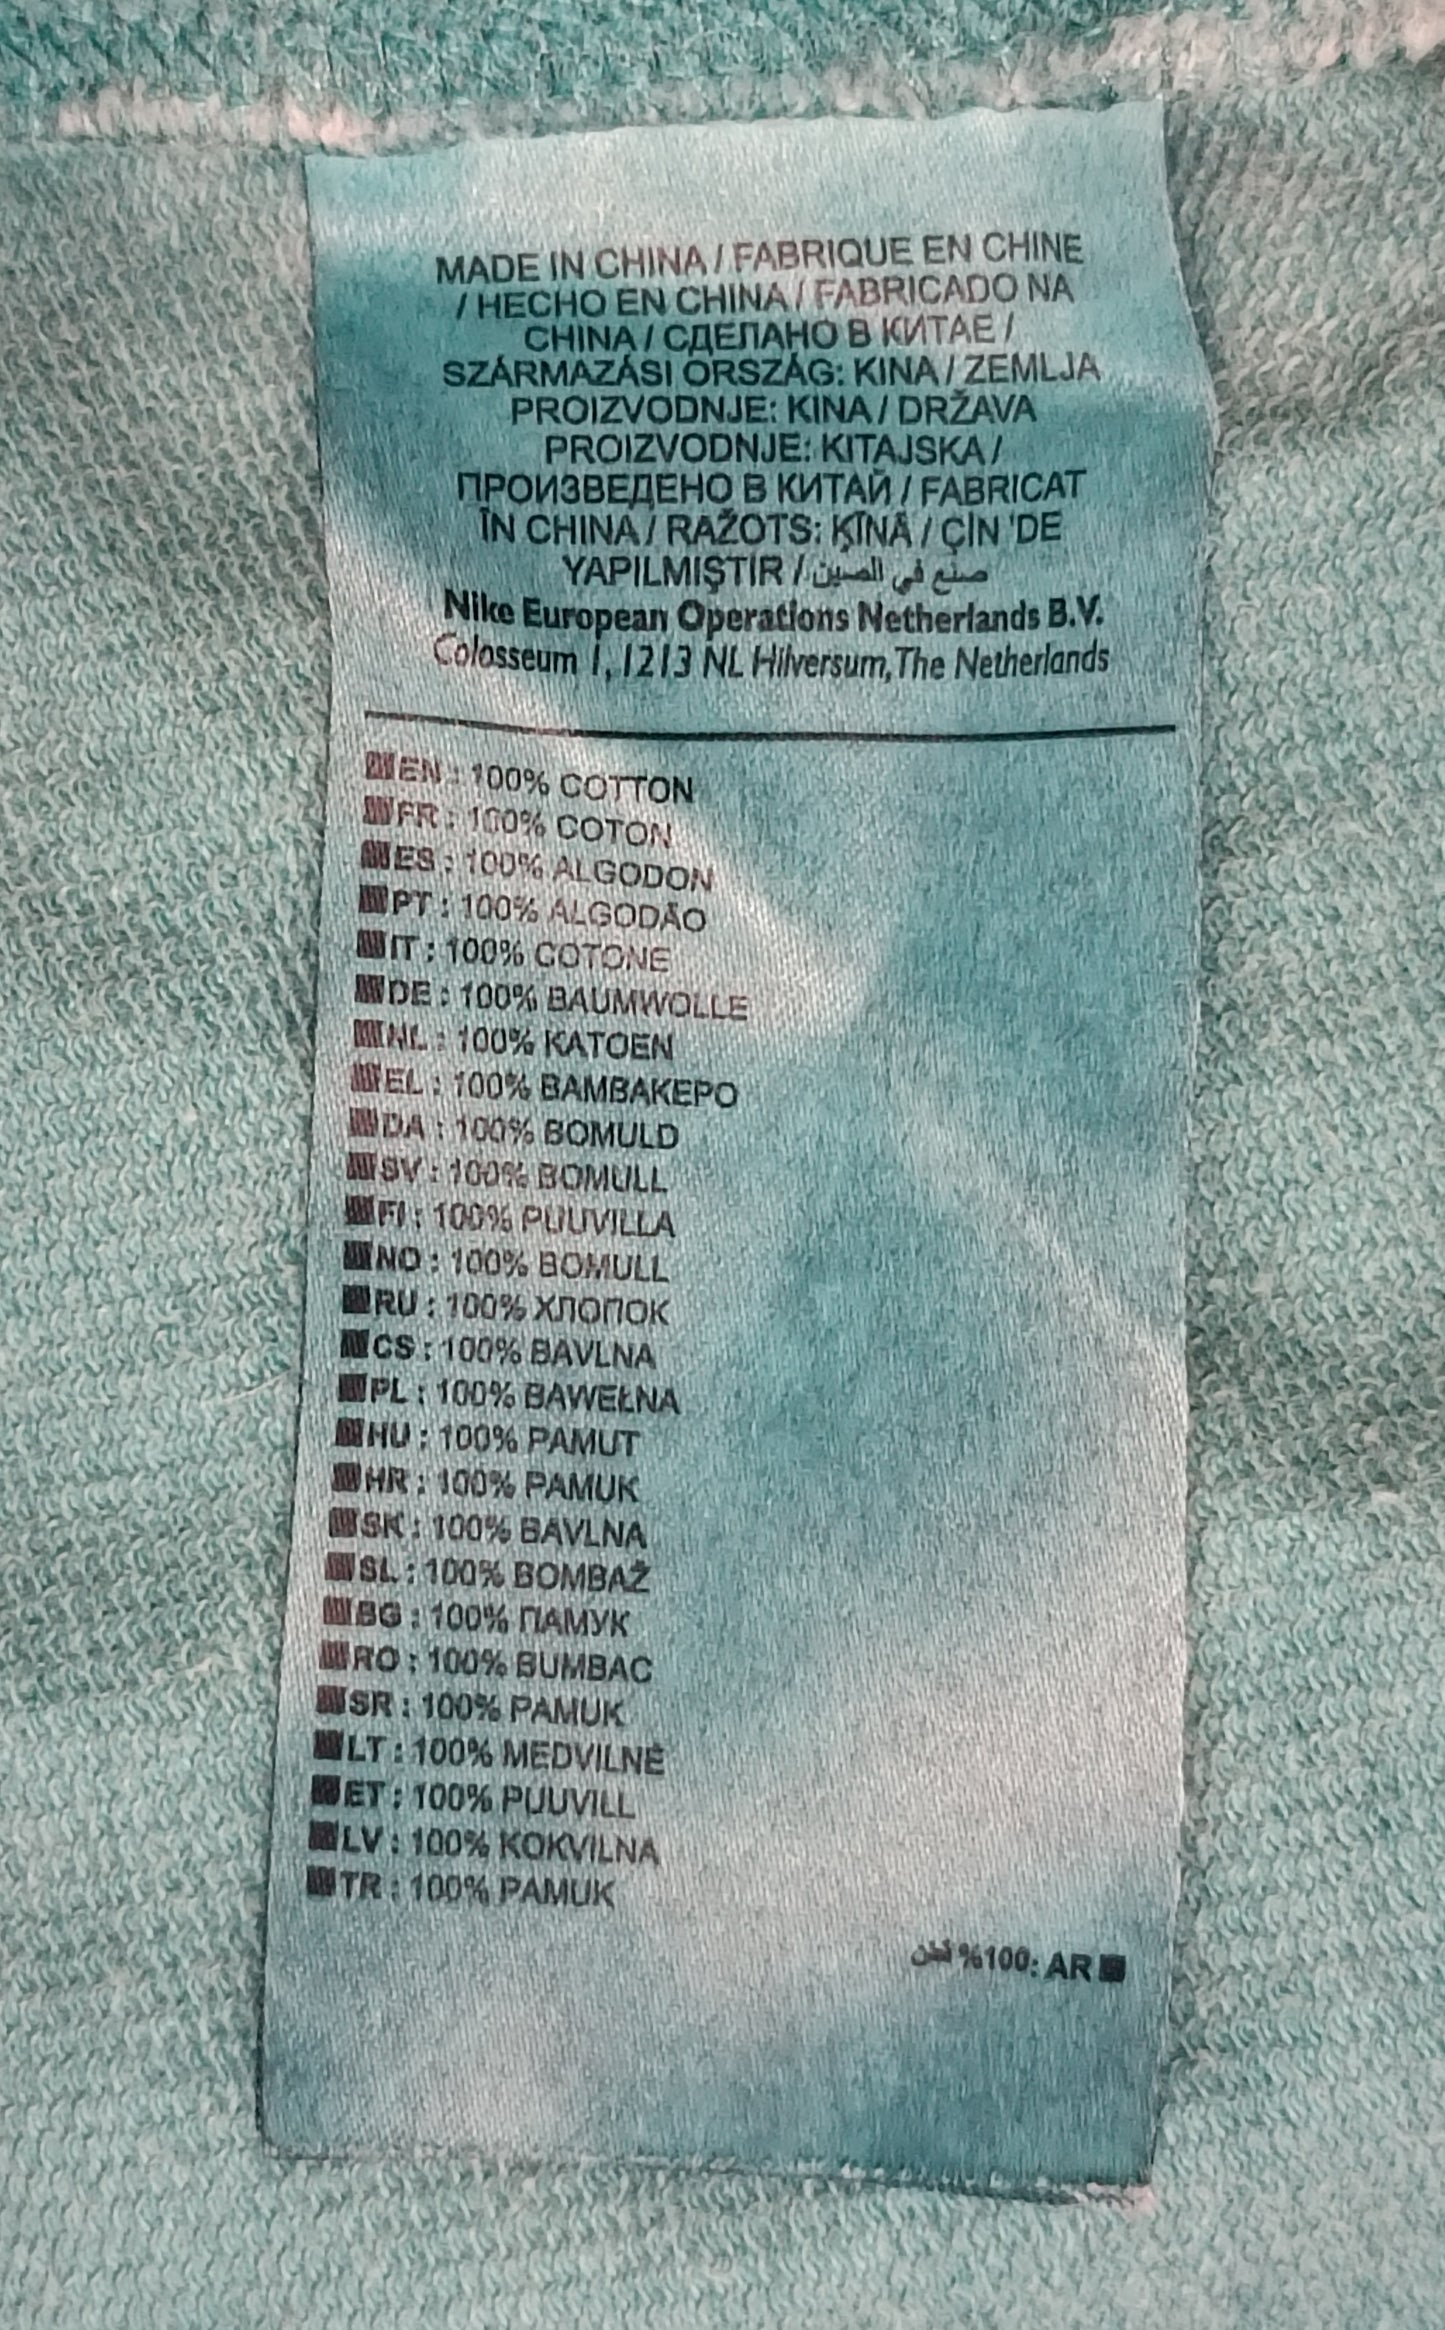 MADE IN CHINA / FABRIQUE EN CHINE
/ HECHO EN CHINA / FABRICADO NA
CHINA / СДЕЛАНО В КИТАЕ /
SZÁRMAZÁSI ORSZÁG: KINA / ZEMLJA
PROIZVODNJE: KINA / DRŽAVA
PROIZVODNJE: KITAJSKA /
ПРОИЗВЕДЕНО В КИТАЙ / FABRICAT
ÎN CHINA / RAŽOTS: ĶĪNĀ / ÇİN 'DE
YAPILMIŞTIR / صنع في الصين
Nike European Operations Netherlands B.V.
Colosseum 1, 1213 NL Hilversum, The Netherlands
■EN : 100% COTTON
■FR : 100% COTON
■ES : 100% ALGODON
■PT : 100% ALGODÃO
■IT : 100% COTONE
■DE : 100% BAUMWOLLE
■NL : 100% KATOEN
■EL : 100% ΒΑΜΒΑΚΕΡΟ
■DA : 100% BOMULD
■SV : 100% BOMULL
■FI : 100% PUUVILLA
■NO : 100% BOMULL
■RU : 100% ХЛОПОК
■CS : 100% BAVLNA
■PL : 100% BAWEŁNA
■HU : 100% PAMUT
■HR : 100% PAMUK
■SK : 100% BAVLNA
■SL : 100% BOMBAŽ
■BG : 100% ПАМУК
■RO : 100% BUMBAC
■SR : 100% PAMUK
■LT : 100% MEDVILNĖ
■ET : 100% PUUVILL
■LV : 100% KOKVILNA
■TR : 100% PAMUK
■ AR :100% قطن